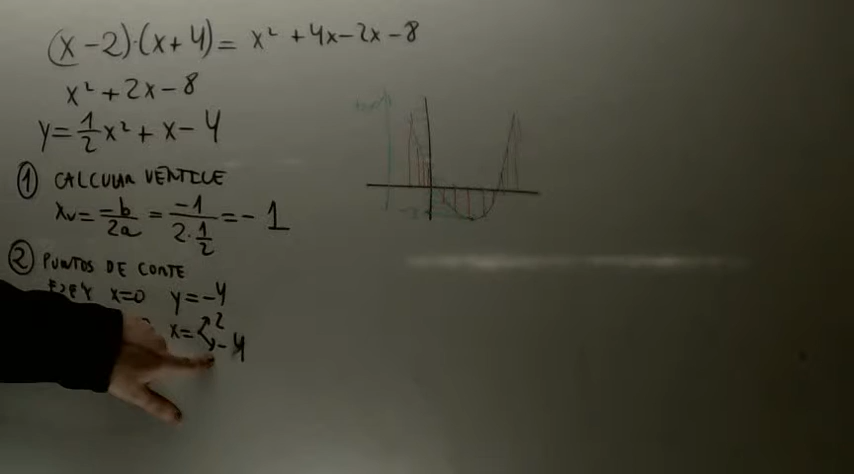 (x-2)·(x+4)= x² +4x-2x-8
x²+2x-8
y=1/2x²+x-4
① CALCULAR VERTICE
Xv=-b/2a=-1/2·1/2=-1
② PUNTOS DE CORTE
EJE Y x=0 y=-4
x= 2
-4